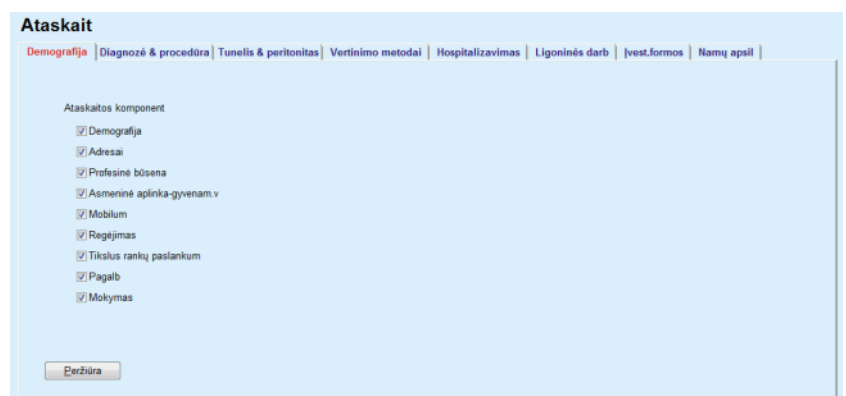 Ataskait
Demografija Diagnozė & procedūra Tunelis & peritonitas Vertinimo metodai Hospitalizavimas Ligoninės darb Įvest.formos Namų apsil
Ataskaitos komponent
Demografija
Adresai
Profesinė būsena
Asmeninė aplinka-gyvenam.v
Mobilum
Regėjimas
Tikslus rankų paslankum
Pagalb
Mokymas
Peržiūra